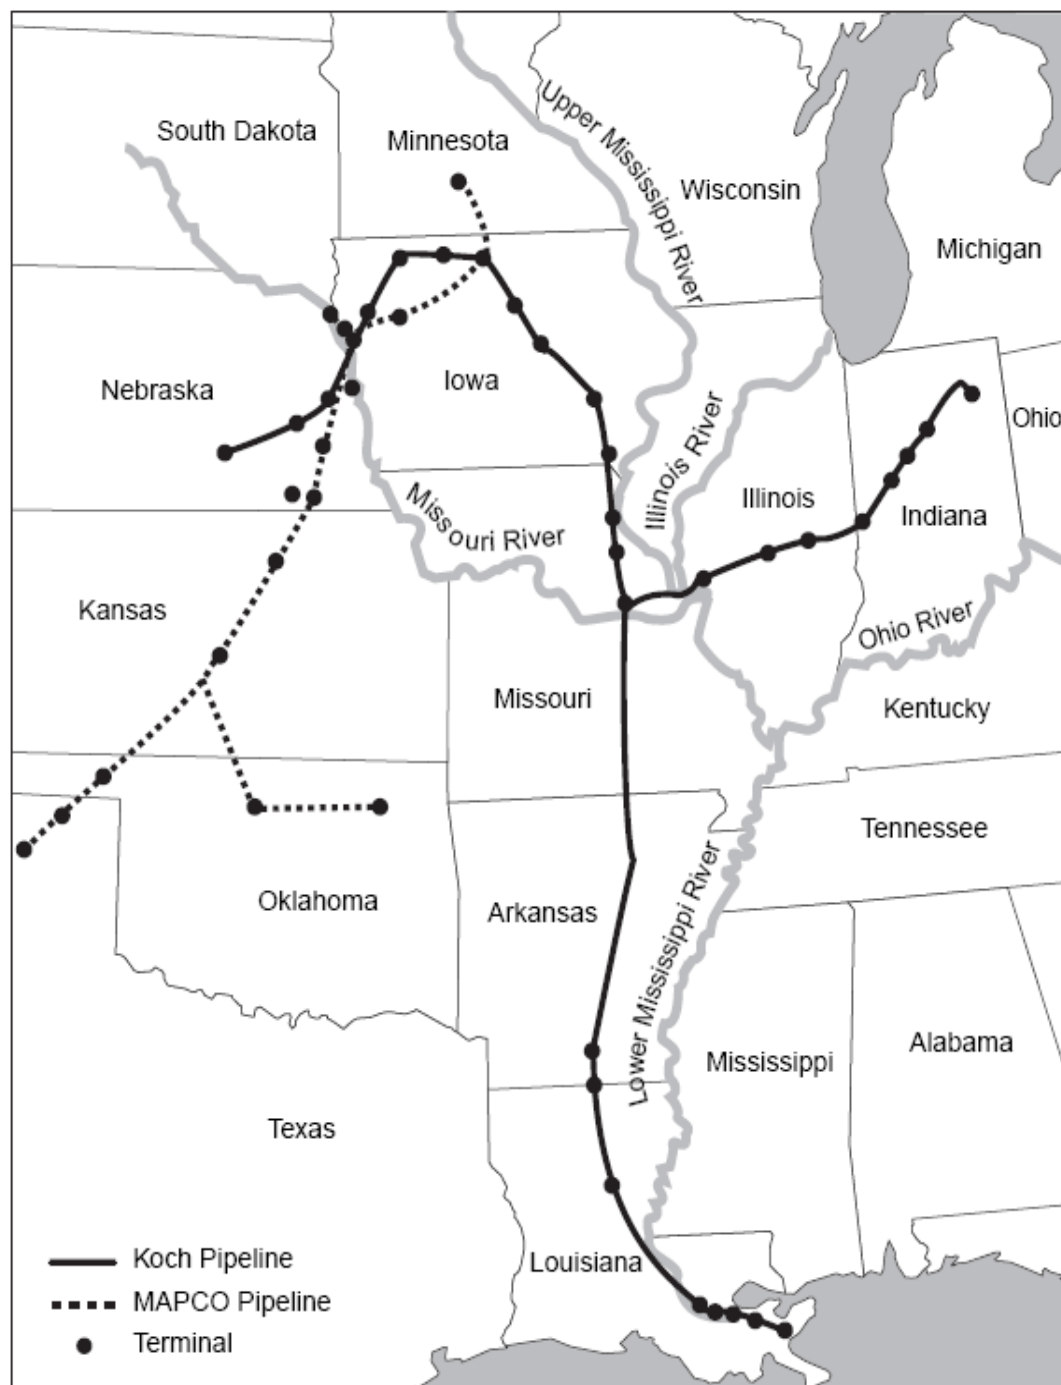 South Dakota
Minnesota
Upper Mississippi River
Wisconsin
Michigan
Nebraska
Iowa
Ohio
Illinois River
Illinois
Indiana
Missouri River
Kansas
Ohio River
Missouri
Kentucky
Tennessee
Oklahoma
Arkansas
Lower Mississippi River
Mississippi
Alabama
Texas
Louisiana
Koch Pipeline
MAPCO Pipeline
Terminal